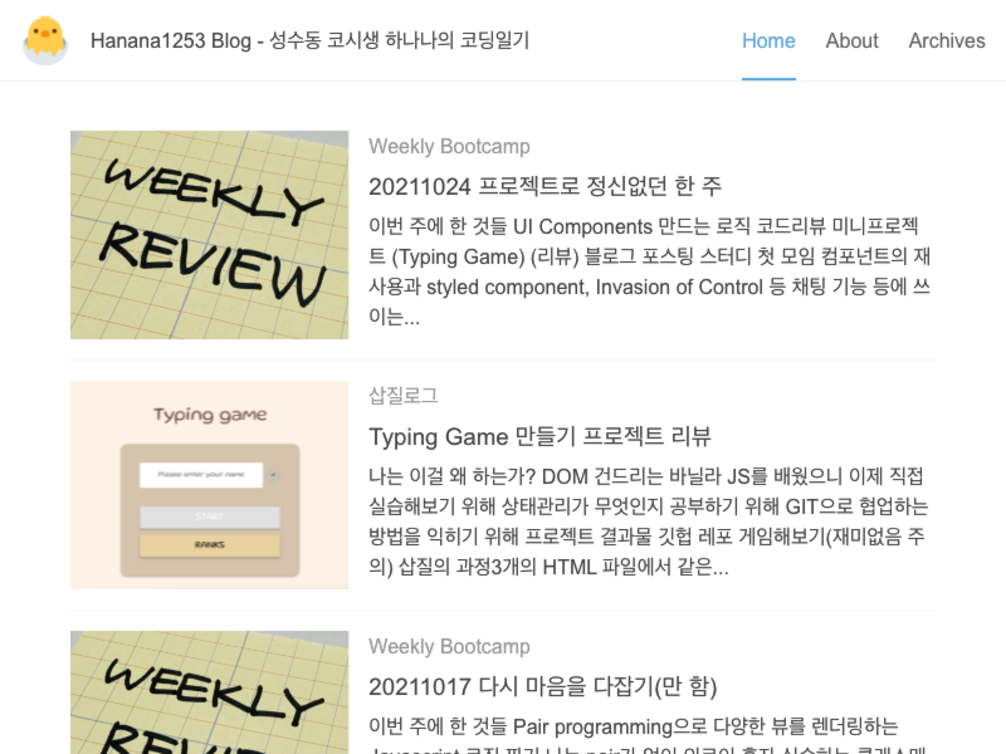 Hanana1253 Blog - 성수동 코시생 하나나의 코딩일기
Home About Archives
WEEKLY
REVIEW
Weekly Bootcamp
20211024 프로젝트로 정신없던 한 주
이번 주에 한 것들 UI Components 만드는 로직 코드리뷰 미니프로젝
트 (Typing Game) (리뷰) 블로그 포스팅 스터디 첫 모임 컴포넌트의 재
사용과 styled component, Invasion of Control 등 채팅 기능 등에 쓰
이는...
Typing game
Please enter your name
START
RANKS
삽질로그
Typing Game 만들기 프로젝트 리뷰
나는 이걸 왜 하는가? DOM 건드리는 바닐라 JS를 배웠으니 이제 직접
실습해보기 위해 상태관리가 무엇인지 공부하기 위해 GIT으로 협업하는
방법을 익히기 위해 프로젝트 결과물 깃헙 레포 게임해보기(재미없음 주
의) 삽질의 과정3개의 HTML 파일에서 같은...
WEEKLY
Weekly Bootcamp
20211017 다시 마음을 다잡기(만 함)
이번 주에 한 것들 Pair programming으로 다양한 뷰를 렌더링하는